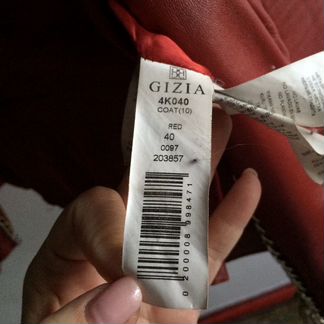 GIZIA
4K040
COAT(10)
RED
40
0097
203857
0 200008 998471